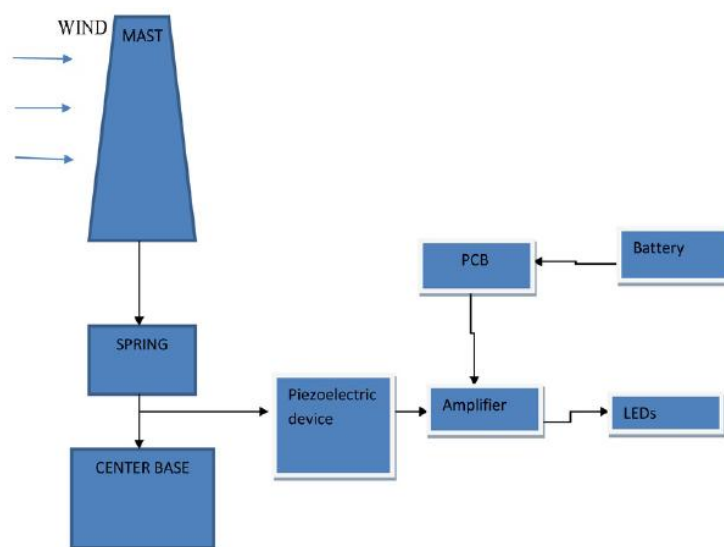 WIND
MAST
PCB
Battery
SPRING
Piezoelectric
device
Amplifier
LEDs
CENTER BASE